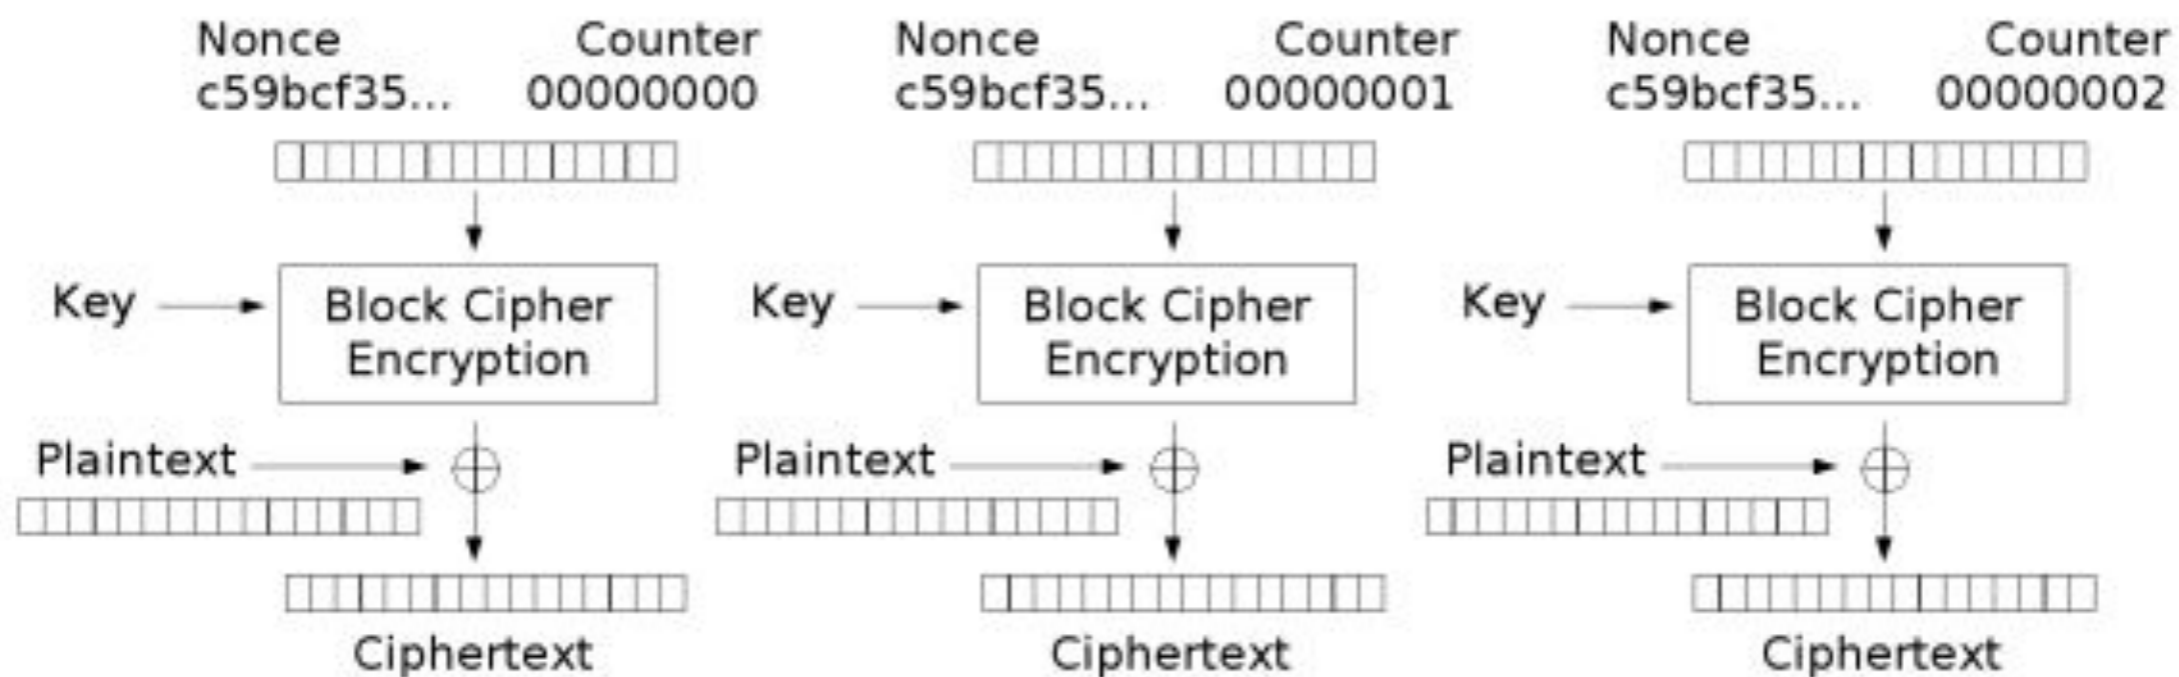 Nonce Counter Nonce Counter Nonce Counter
c59bcf35... 00000000 c59bcf35... 00000001 c59bcf35... 00000002
Key Block Cipher Key Block Cipher Key Block Cipher
Encryption Encryption Encryption
Plaintext Plaintext Plaintext
Ciphertext Ciphertext Ciphertext